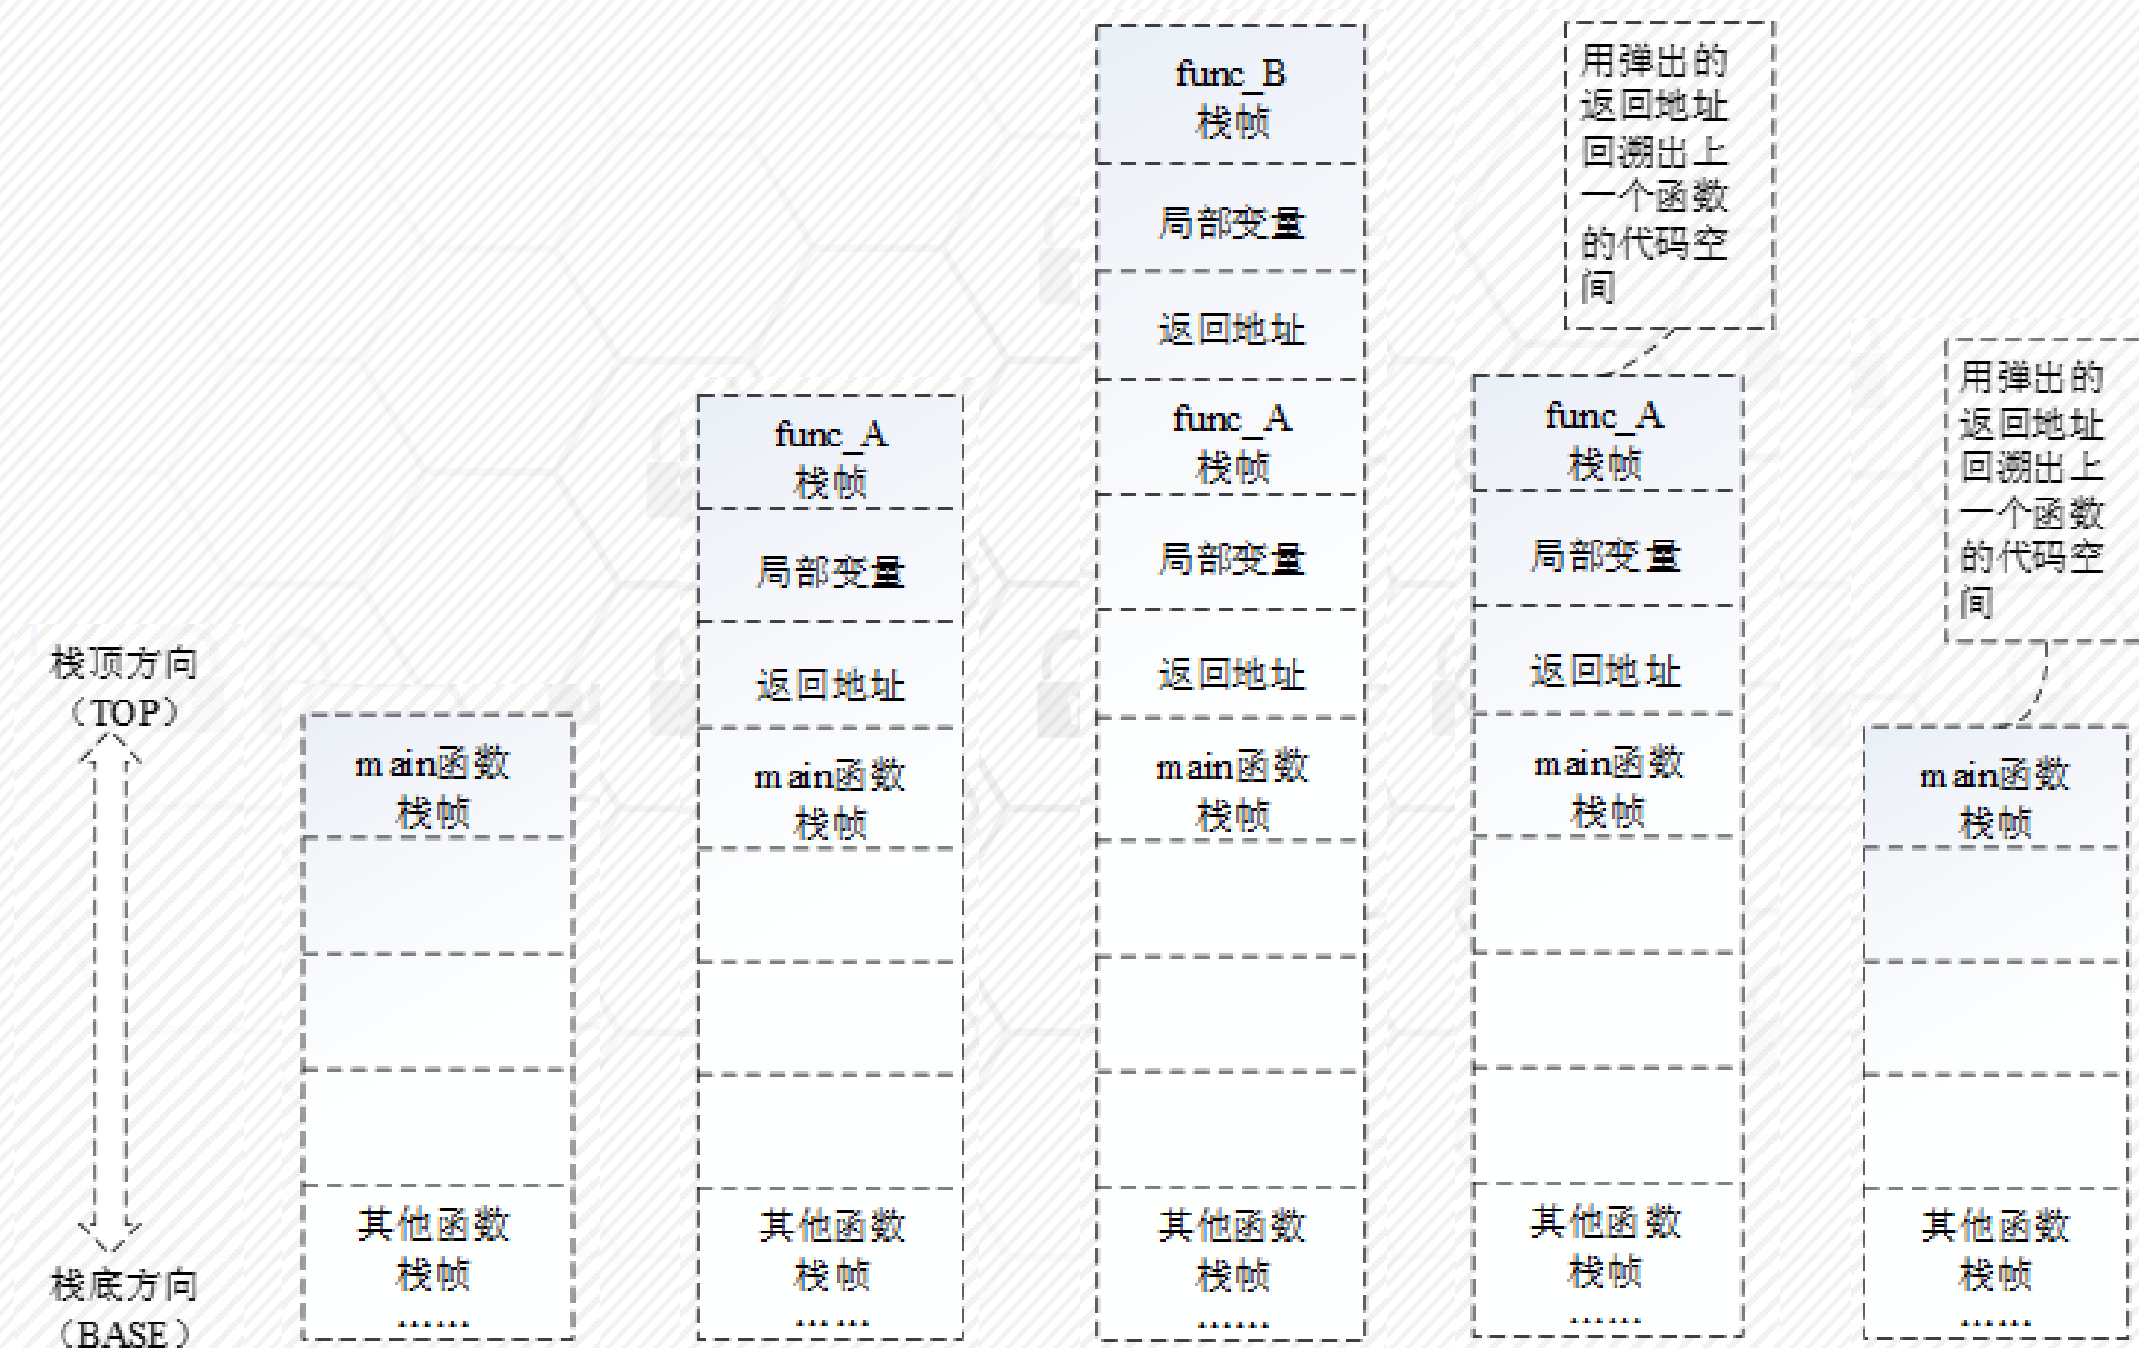 栈顶方向
（TOP）
栈底方向
（BASE）
main函数
栈帧
其他函数
栈帧
……
func_A
栈帧
局部变量
返回地址
main函数
栈帧
其他函数
栈帧
……
func_B
栈帧
局部变量
返回地址
func_A
栈帧
局部变量
返回地址
main函数
栈帧
其他函数
栈帧
……
用弹出的
返回地址
回溯出上
一个函数
的代码空
间
func_A
栈帧
局部变量
返回地址
main函数
栈帧
其他函数
栈帧
……
用弹出的
返回地址
回溯出上
一个函数
的代码空
间
main函数
栈帧
其他函数
栈帧
……